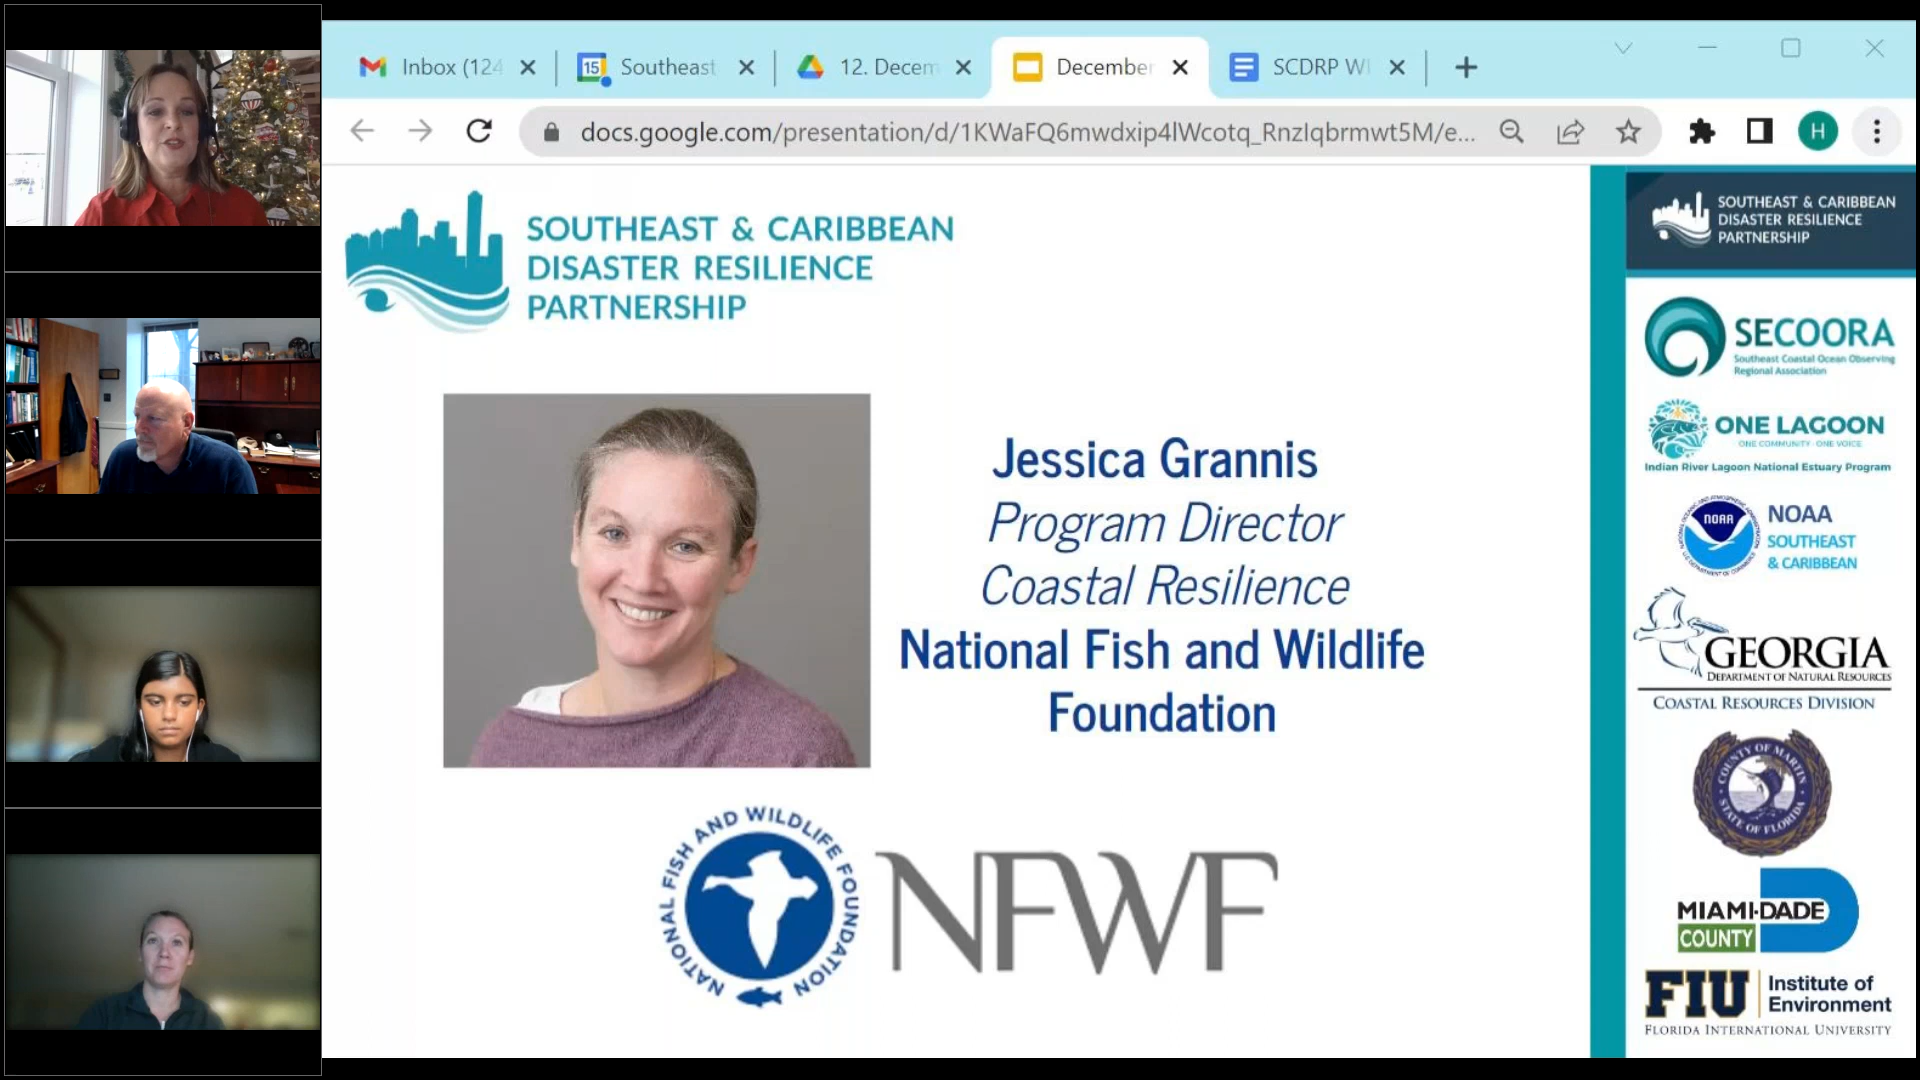 Inbox (124
Southeast
12. Decem
December
SCDRP WI
docs.google.com/presentation/d/1KWaFQ6mwdxip4lWcotq_RnzIqbrmwt5M/e...
H
SOUTHEAST & CARIBBEAN
DISASTER RESILIENCE
PARTNERSHIP
Jessica Grannis
Program Director
Coastal Resilience
National Fish and Wildlife
Foundation
NATIONAL FISH AND WILDLIFE FOUNDATION
NFWF
SOUTHEAST & CARIBBEAN
DISASTER RESILIENCE
PARTNERSHIP
SECOORA
Southeast Coastal Ocean Observing
Regional Association
ONE LAGOON
ONE COMMUNITY · ONE VOICE
Indian River Lagoon National Estuary Program
NOAA
NOAA
SOUTHEAST
& CARIBBEAN
GEORGIA
DEPARTMENT OF NATURAL RESOURCES
COASTAL RESOURCES DIVISION
COUNTY OF MARTIN
STATE OF FLORIDA
MIAMI-DADE
COUNTY
FIU
Institute of
Environment
FLORIDA INTERNATIONAL UNIVERSITY